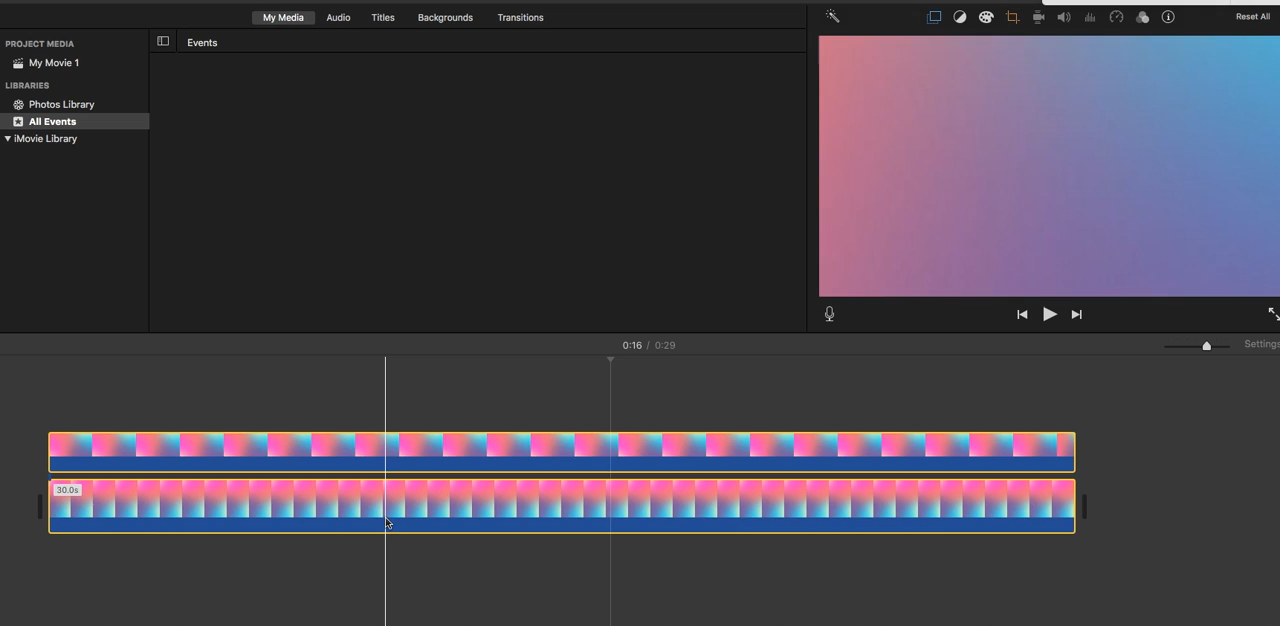 My Media Audio Titles Backgrounds Transitions
Reset All
PROJECT MEDIA
My Movie 1
LIBRARIES
Photos Library
All Events
iMovie Library
Events
0:16 / 0:29
Settings
30.0s